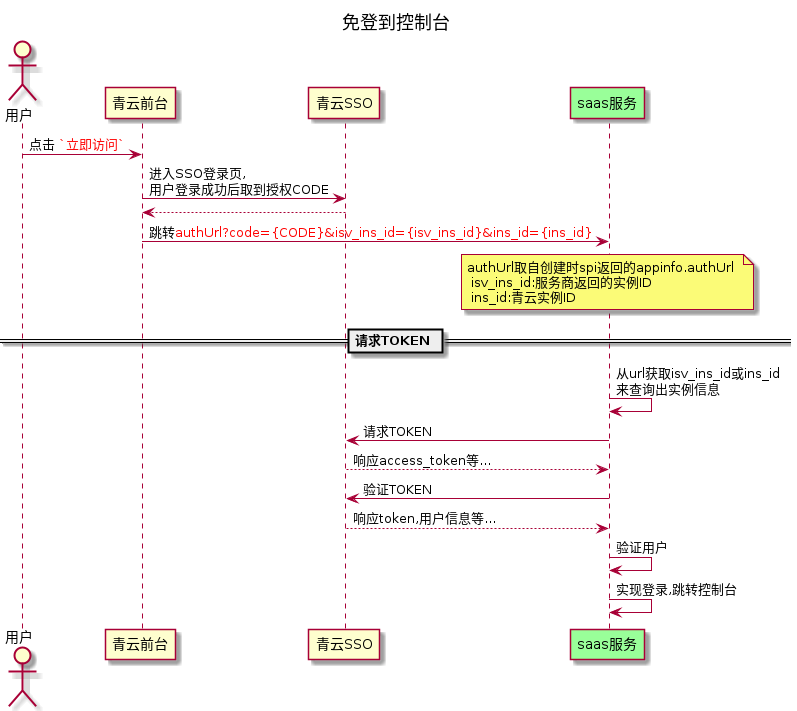 免登到控制台
用户
青云前台
青云SSO
saas服务
点击 `立即访问`
进入SSO登录页,
用户登录成功后取到授权CODE
跳转authUrl?code={CODE}&isv_ins_id={isv_ins_id}&ins_id={ins_id}
authUrl取自创建时spi返回的appinfo.authUrl
isv_ins_id:服务商返回的实例ID
ins_id:青云实例ID
请求TOKEN
从url获取isv_ins_id或ins_id
来查询出实例信息
请求TOKEN
响应access_token等...
验证TOKEN
响应token,用户信息等...
验证用户
实现登录,跳转控制台
用户
青云前台
青云SSO
saas服务